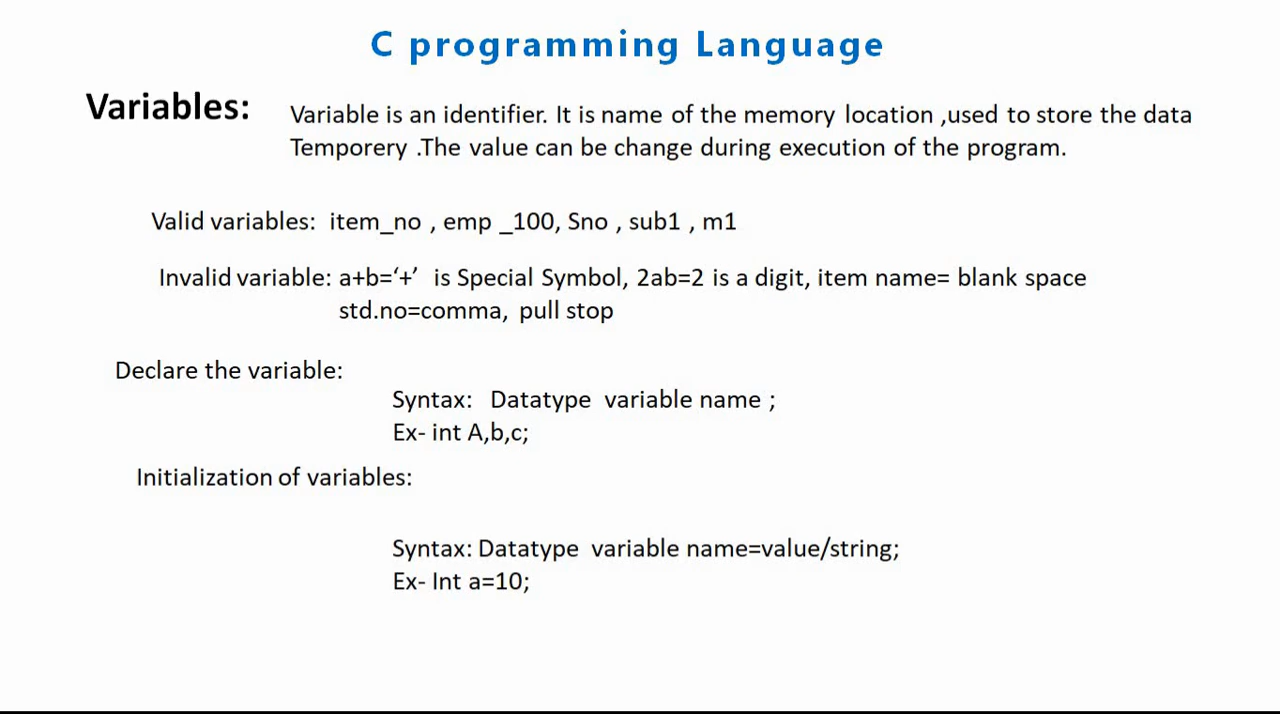 C programming Language
Variables:
Variable is an identifier. It is name of the memory location ,used to store the data
Temporery .The value can be change during execution of the program.
Valid variables: item_no , emp _100, Sno , sub1 , m1
Invalid variable: a+b=‘+’ is Special Symbol, 2ab=2 is a digit, item name= blank space
std.no=comma, pull stop
Declare the variable:
Syntax: Datatype variable name ;
Ex- int A,b,c;
Initialization of variables:
Syntax: Datatype variable name=value/string;
Ex- Int a=10;